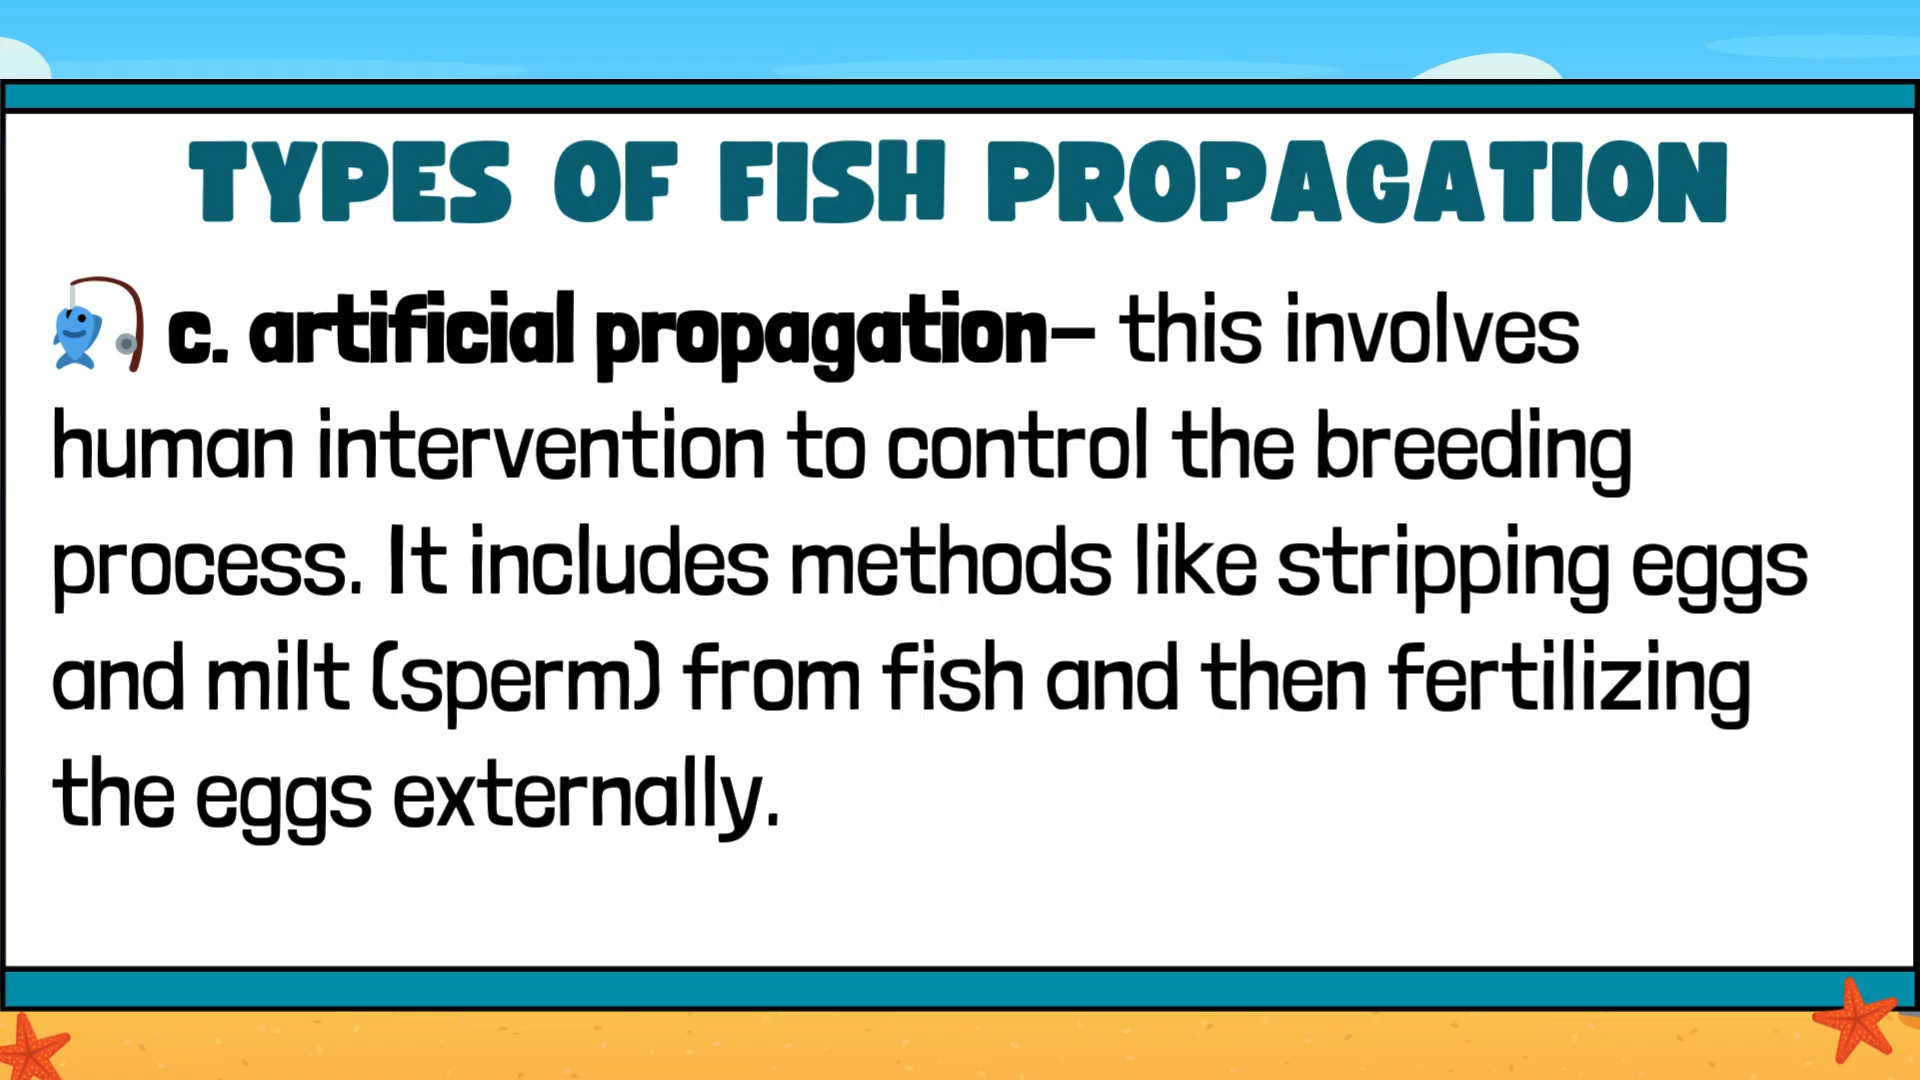 TYPES OF FISH PROPAGATION
c. artificial propagation– this involves
human intervention to control the breeding
process. It includes methods like stripping eggs
and milt (sperm) from fish and then fertilizing
the eggs externally.